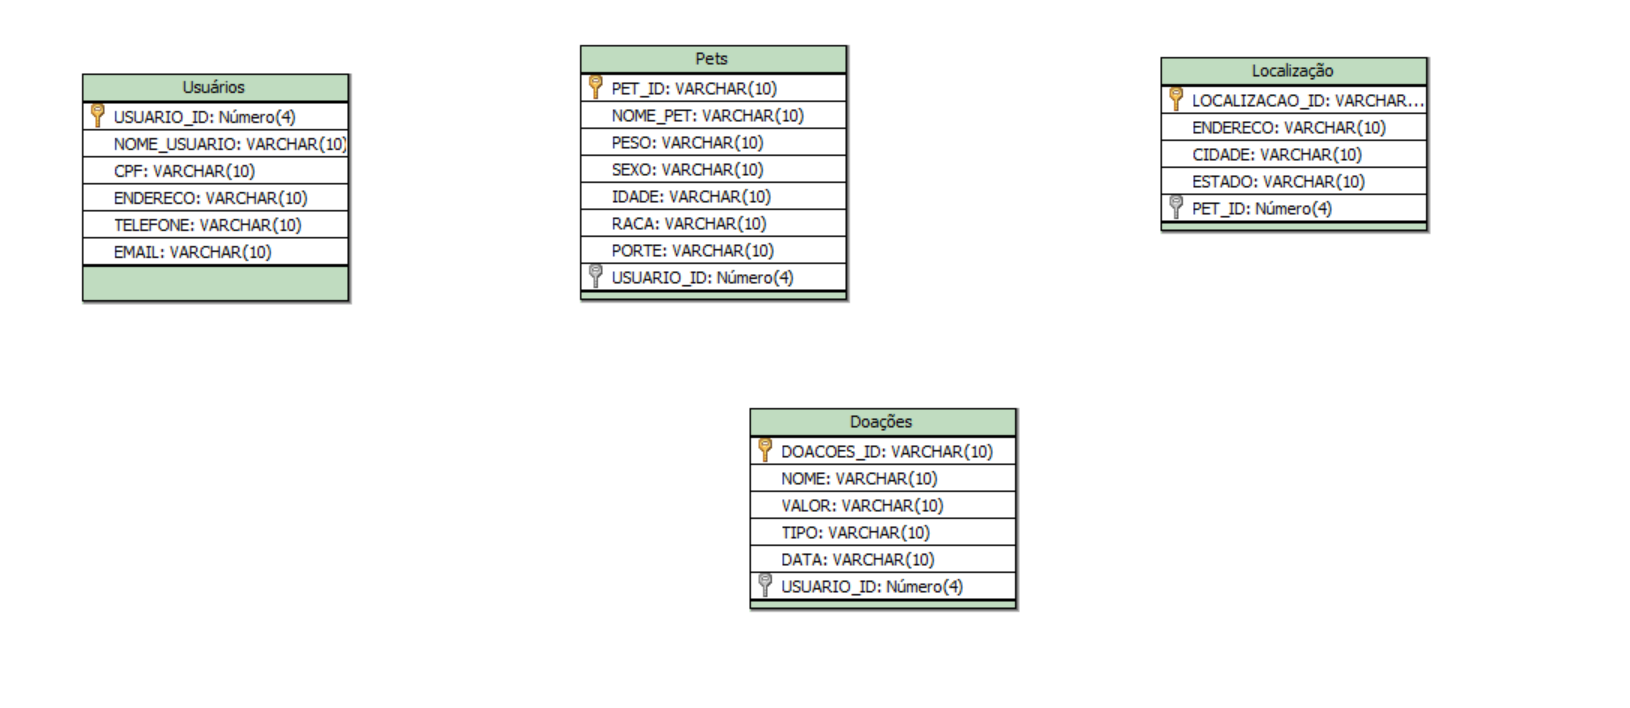 Usuários
USUARIO_ID: Número(4)
NOME_USUARIO: VARCHAR(10)
CPF: VARCHAR(10)
ENDERECO: VARCHAR(10)
TELEFONE: VARCHAR(10)
EMAIL: VARCHAR(10)
Pets
PET_ID: VARCHAR(10)
NOME_PET: VARCHAR(10)
PESO: VARCHAR(10)
SEXO: VARCHAR(10)
IDADE: VARCHAR(10)
RACA: VARCHAR(10)
PORTE: VARCHAR(10)
USUARIO_ID: Número(4)
Localização
LOCALIZACAO_ID: VARCHAR...
ENDERECO: VARCHAR(10)
CIDADE: VARCHAR(10)
ESTADO: VARCHAR(10)
PET_ID: Número(4)
Doações
DOACOES_ID: VARCHAR(10)
NOME: VARCHAR(10)
VALOR: VARCHAR(10)
TIPO: VARCHAR(10)
DATA: VARCHAR(10)
USUARIO_ID: Número(4)